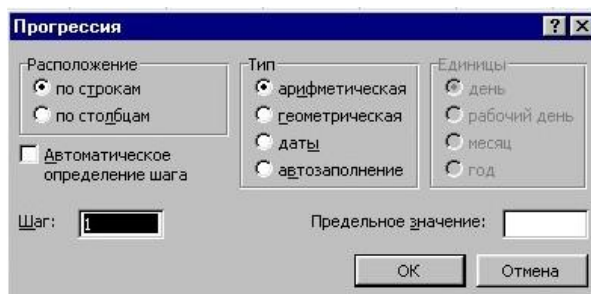 Прогрессия
Расположение
по строкам
по столбцам
Автоматическое
определение шага
Тип
арифметическая
геометрическая
даты
автозаполнение
Единицы
день
рабочий день
месяц
год
Шаг: 1
Предельное значение:
OK
Отмена